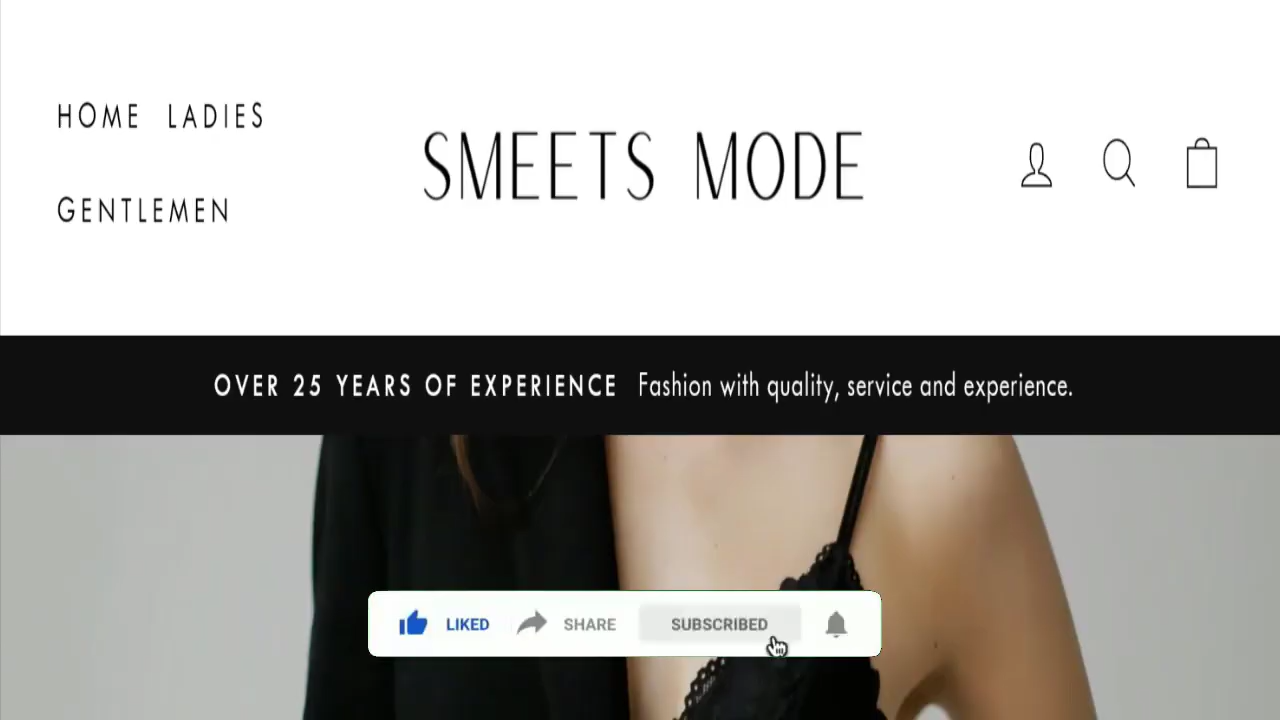 HOME LADIES
GENTLEMEN
SMEETS MODE
OVER 25 YEARS OF EXPERIENCE Fashion with quality, service and experience.
LIKED SHARE SUBSCRIBED